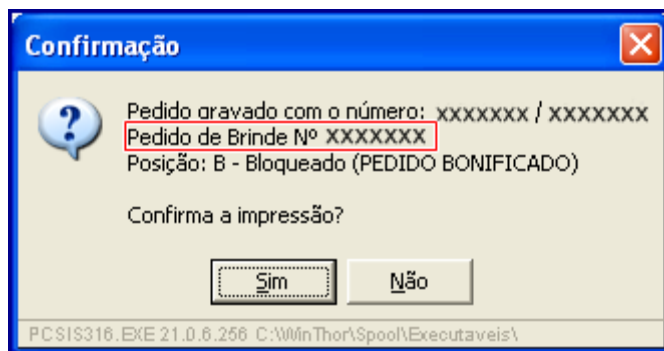 Confirmação
Pedido gravado com o número: xxxxxxx / xxxxxxx
Pedido de Brinde Nº XXXXXXX
Posição: B - Bloqueado (PEDIDO BONIFICADO)
Confirma a impressão?
Sim Não
PCSIS316.EXE 21.0.6.256 C:\WinThor\Spool\Executaveis\